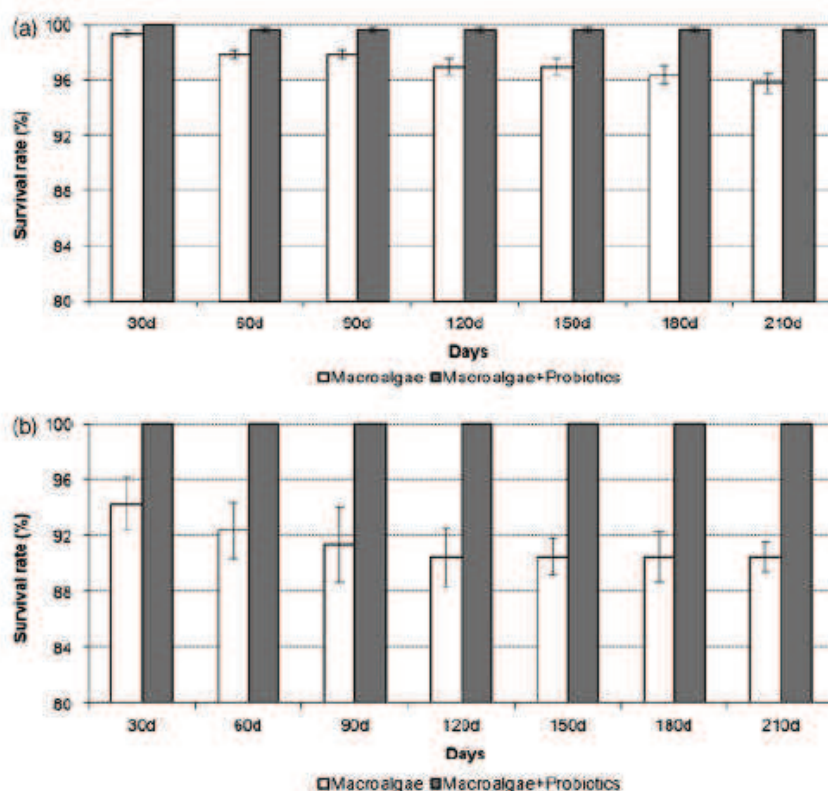 (a)
Survival rate (%)
100
96
92
88
84
80
30d 60d 90d 120d 150d 180d 210d
Days
Macroalgae Macroalgae+Probiotics
(b)
Survival rate (%)
100
96
92
88
84
80
30d 60d 90d 120d 150d 180d 210d
Days
Macroalgae Macroalgae+Probiotics